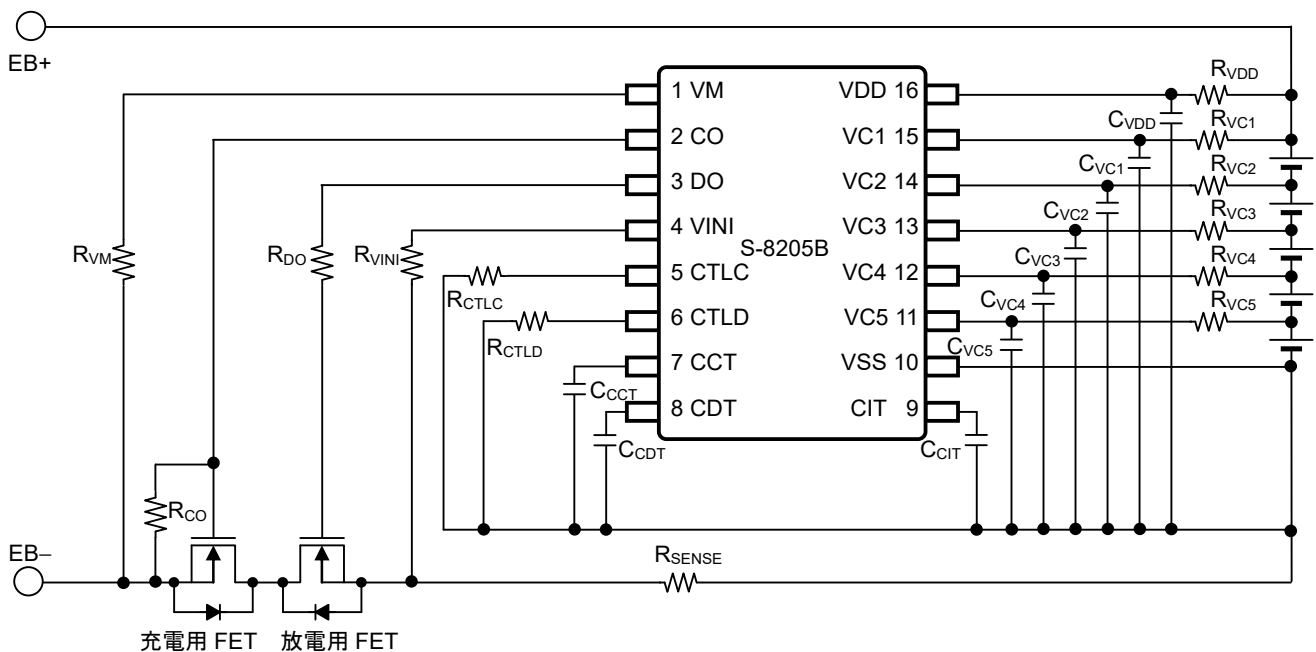 EB+
1 VM
VDD 16
RVDD
2 CO
VC1 15
CVDD
RVC1
3 DO
VC2 14
CVC1
RVC2
4 VINI
VC3 13
CVC2
RVC3
S-8205B
RVM
RDO
RVINI
5 CTLC
VC4 12
CVC3
RVC4
RCTLC
6 CTLD
VC5 11
CVC4
RVC5
RCTLD
7 CCT
VSS 10
CVC5
CCCT
8 CDT
CIT 9
CCDT
CCIT
RCO
EB–
RSENSE
充電用 FET
放電用 FET